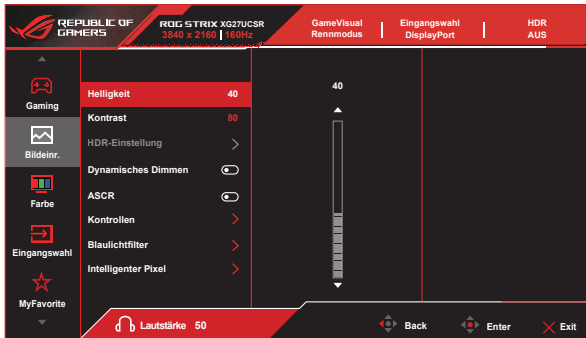 REPUBLIC OF
GAMERS
ROG STRIX XG27UCSR
3840 x 2160 160Hz
GameVisual
Rennmodus
Eingangswahl
DisplayPort
HDR
AUS
Gaming
Bildeinr.
Farbe
Eingangswahl
MyFavorite
Helligkeit 40
Kontrast 80
HDR-Einstellung
Dynamisches Dimmen
ASCR
Kontrollen
Blaulichtfilter
Intelligenter Pixel
40
Lautstärke 50
Back
Enter
Exit